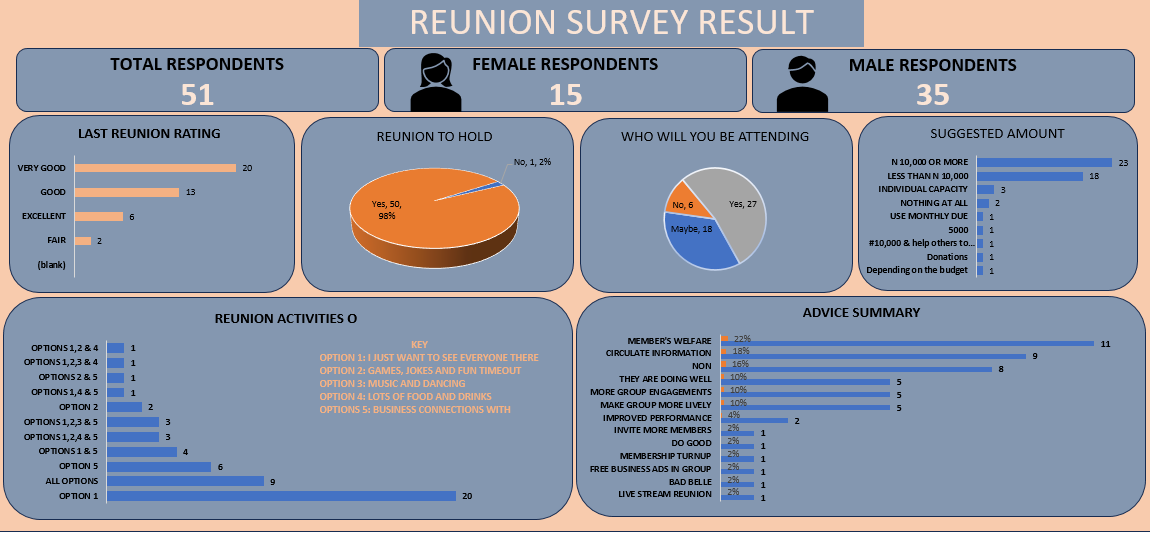 REUNION SURVEY RESULT
TOTAL RESPONDENTS
51
FEMALE RESPONDENTS
15
MALE RESPONDENTS
35
LAST REUNION RATING
VERY GOOD 20
GOOD 13
EXCELLENT 6
FAIR 2
(blank)
REUNION TO HOLD
No, 1, 2%
Yes, 50,
98%
WHO WILL YOU BE ATTENDING
No, 6
Yes, 27
Maybe, 18
SUGGESTED AMOUNT
N 10,000 OR MORE 23
LESS THAN N 10,000 18
INDIVIDUAL CAPACITY 3
NOTHING AT ALL 2
USE MONTHLY DUE 1
5000 1
#10,000 & help others to... 1
Donations 1
Depending on the budget 1
REUNION ACTIVITIES O
OPTIONS 1,2 & 4 1
OPTIONS 1,2,3 & 4 1
OPTIONS 2 & 5 1
OPTIONS 1,4 & 5 1
OPTION 2 2
OPTIONS 1,2,3 & 5 3
OPTIONS 1,2,4 & 5 3
OPTIONS 1 & 5 4
OPTION 5 6
ALL OPTIONS 9
OPTION 1 20
KEY
OPTION 1: I JUST WANT TO SEE EVERYONE THERE
OPTION 2: GAMES, JOKES AND FUN TIMEOUT
OPTION 3: MUSIC AND DANCING
OPTION 4: LOTS OF FOOD AND DRINKS
OPTIONS 5: BUSINESS CONNECTIONS WITH
ADVICE SUMMARY
MEMBER'S WELFARE 22% 11
CIRCULATE INFORMATION 18% 9
NON 16% 8
THEY ARE DOING WELL 10% 5
MORE GROUP ENGAGEMENTS 10% 5
MAKE GROUP MORE LIVELY 10% 5
IMPROVED PERFORMANCE 4% 2
INVITE MORE MEMBERS 2% 1
DO GOOD 2% 1
MEMBERSHIP TURNUP 2% 1
FREE BUSINESS ADS IN GROUP 2% 1
BAD BELLE 2% 1
LIVE STREAM REUNION 2% 1